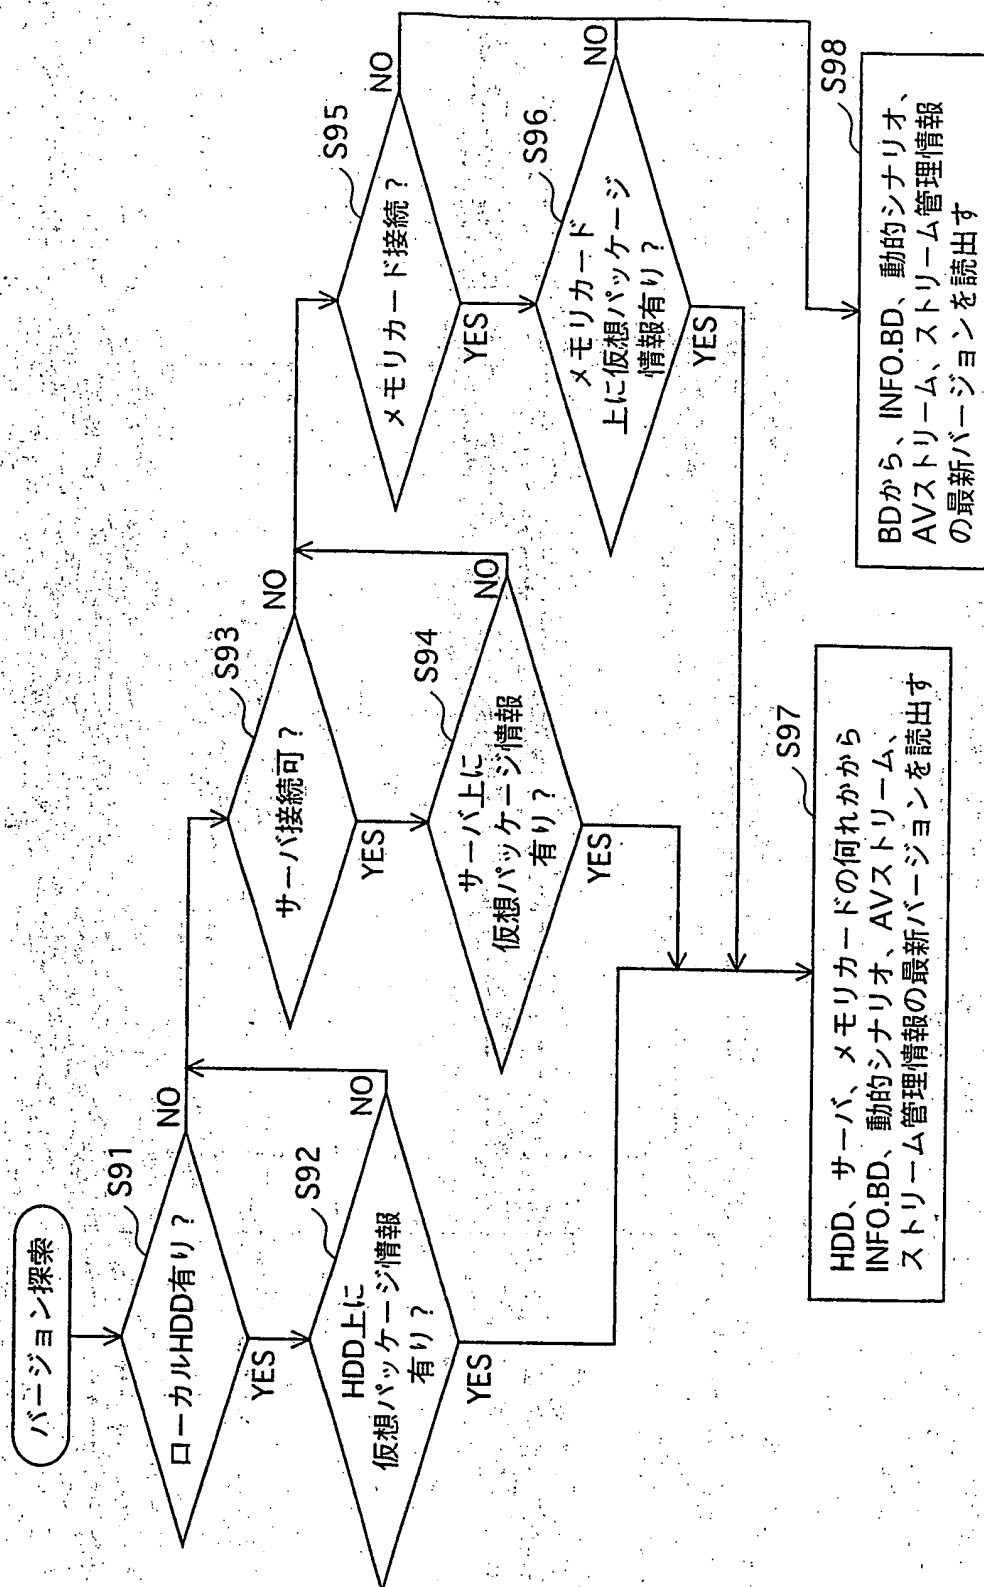 バージョン探索
S91
ローカルHDD有り？
NO
YES
S92
HDD上に
仮想パッケージ情報
有り？
NO
YES
S93
サーバ接続可？
NO
YES
S94
サーバ上に
仮想パッケージ情報
有り？
NO
YES
S95
メモリカード接続？
NO
YES
S96
メモリカード
上に仮想パッケージ
情報有り？
NO
YES
S97
HDD、サーバ、メモリカードの何れかから
INFO.BD、動的シナリオ、AVストリーム、
ストリーム管理情報の最新バージョンを読出す
S98
BDから、INFO.BD、動的シナリオ、
AVストリーム、ストリーム管理情報
の最新バージョンを読出す